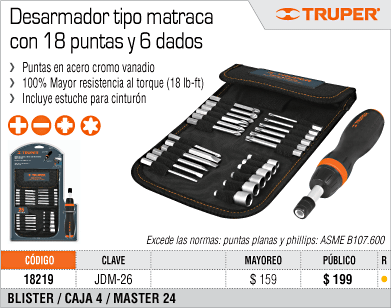 Desarmador tipo matraca
con 18 puntas y 6 dados
TRUPER®
Puntas en acero cromo vanadio
100% Mayor resistencia al torque (18 lb-ft)
Incluye estuche para cinturón
TRUPER
TRUPER
Excede las normas: puntas planas y phillips: ASME B107.600
CÓDIGO CLAVE MAYOREO PÚBLICO R
18219 JDM-26 $ 159 $ 199
BLISTER / CAJA 4 / MASTER 24